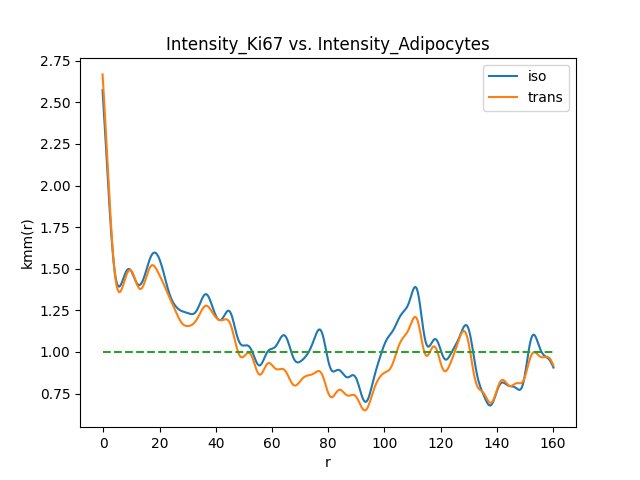 Intensity_Ki67 vs. Intensity_Adipocytes
iso
trans
2.75
2.50
2.25
2.00
1.75
1.50
1.25
1.00
0.75
kmm(r)
0 20 40 60 80 100 120 140 160
r